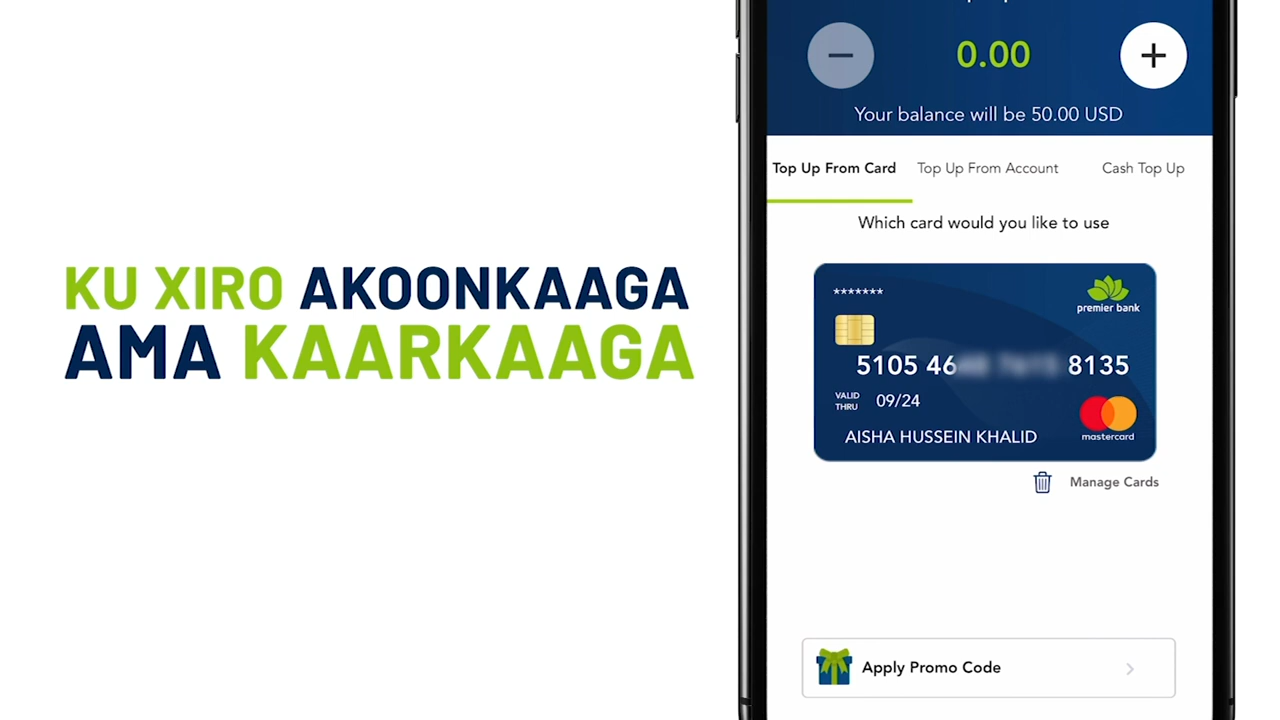 KU XIRO AKOONKAAGA
AMA KAARKAAGA
0.00
Your balance will be 50.00 USD
Top Up From Card
Top Up From Account
Cash Top Up
Which card would you like to use
*******
premier bank
5105 46 8135
VALID
THRU
09/24
AISHA HUSSEIN KHALID
mastercard
Manage Cards
Apply Promo Code